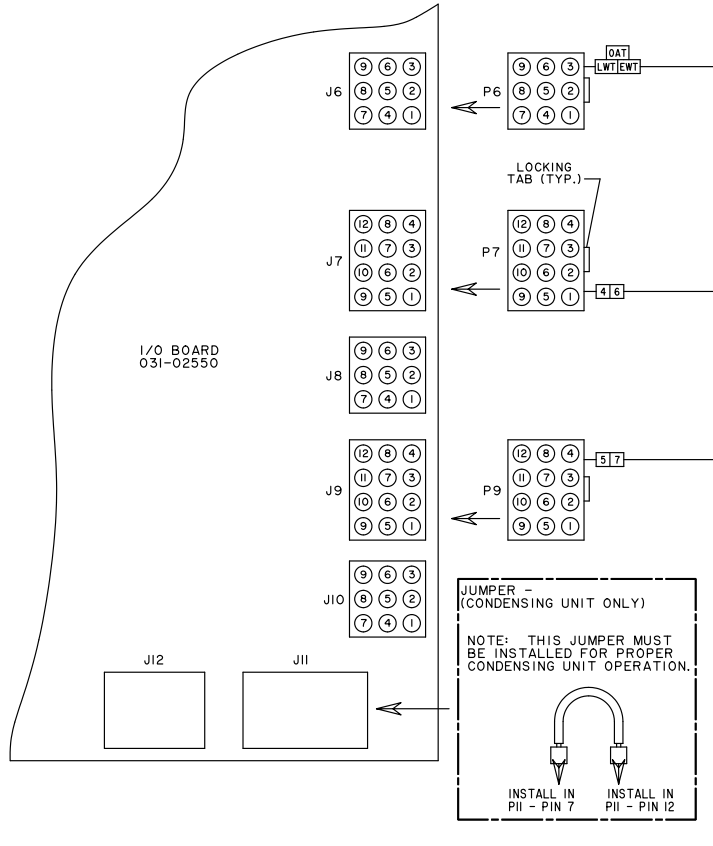 OAT
LWT EWT
J6
9 6 3
8 5 2
7 4 1
P6
9 6 3
8 5 2
7 4 1
LOCKING
TAB (TYP.)
J7
12 8 4
11 7 3
10 6 2
9 5 1
P7
12 8 4
11 7 3
10 6 2
9 5 1
4 6
I/O BOARD
031-02550
J8
9 6 3
8 5 2
7 4 1
J9
12 8 4
11 7 3
10 6 2
9 5 1
P9
12 8 4
11 7 3
10 6 2
9 5 1
5 7
J10
9 6 3
8 5 2
7 4 1
J12
J11
JUMPER -
(CONDENSING UNIT ONLY)
NOTE: THIS JUMPER MUST
BE INSTALLED FOR PROPER
CONDENSING UNIT OPERATION.
INSTALL IN
P11 - PIN 7
INSTALL IN
P11 - PIN 12